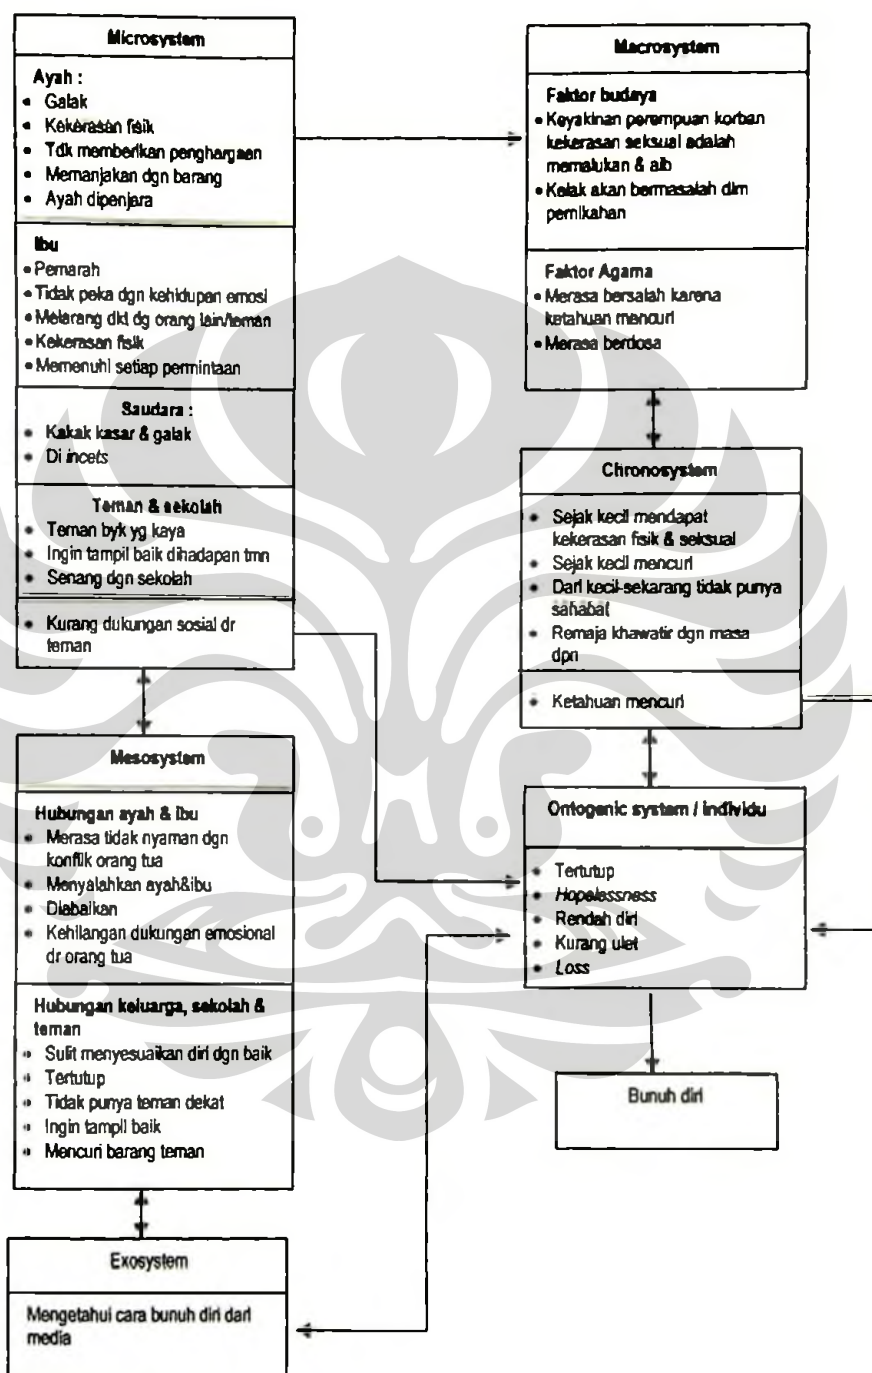 Microsystem
Ayah :
• Galak
• Kekerasan fisik
• Tdk memberikan penghargaan
• Memanjakan dgn barang
• Ayah dipenjara
Ibu
• Pemarah
• Tidak peka dgn kehidupan emosi
• Melarang dkt dg orang lain/teman
• Kekerasan fisik
• Memenuhi setiap permintaan
Saudara :
• Kakak kasar & galak
• Di incets
Teman & sekolah
• Teman byk yg kaya
• Ingin tampil baik dihadapan tmn
• Senang dgn sekolah
• Kurang dukungan sosial dr
teman
Mesosystem
Hubungan ayah & ibu
• Merasa tidak nyaman dgn
konflik orang tua
• Menyalahkan ayah&ibu
• Diabaikan
• Kehilangan dukungan emosional
dr orang tua
Hubungan keluarga, sekolah &
teman
• Sulit menyesuaikan diri dgn baik
• Tertutup
• Tidak punya teman dekat
• Ingin tampil baik
• Mencuri barang teman
Exosystem
Mengetahui cara bunuh diri dari
media
Macrosystem
Faktor budaya
• Keyakinan perempuan korban
kekerasan seksual adalah
memalukan & aib
• Kelak akan bermasalah dlm
pernikahan
Faktor Agama
• Merasa bersalah karena
ketahuan mencuri
• Merasa berdosa
Chronosystem
• Sejak kecil mendapat
kekerasan fisik & seksual
• Sejak kecil mencuri
• Dari kecil-sekarang tidak punya
sahabat
• Remaja khawatir dgn masa
dpn
• Ketahuan mencuri
Ontogenic system / individu
• Tertutup
• Hopelessness
• Rendah diri
• Kurang ulet
• Loss
Bunuh diri